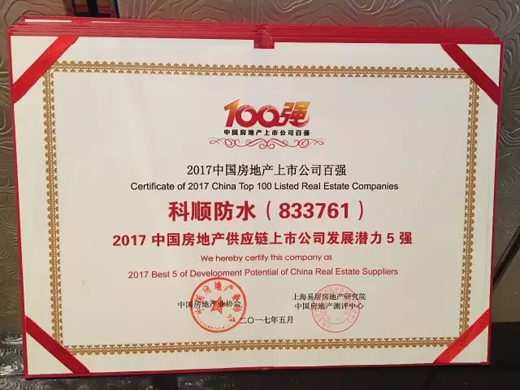 100强
中国房地产上市公司百强
2017中国房地产上市公司百强
Certificate of 2017 China Top 100 Listed Real Estate Companies
科顺防水（833761）
2017 中国房地产供应链上市公司发展潜力 5 强
We hereby certify this company as
2017 Best 5 of Development Potential of China Real Estate Suppliers
中国房地产业协会
上海易居房地产研究院
中国房地产测评中心
二〇一七年五月